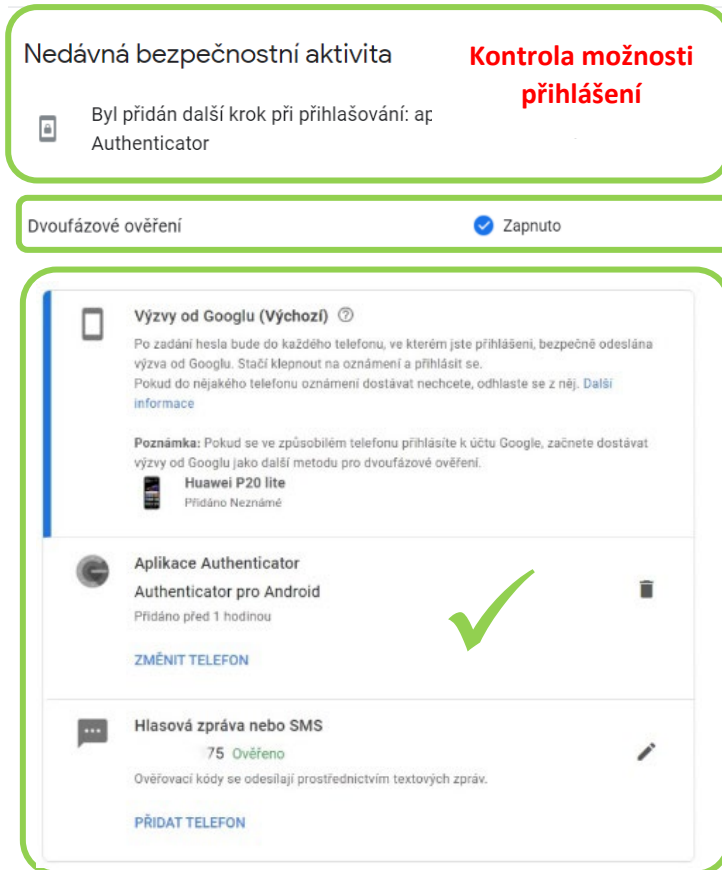 Nedávná bezpečnostní aktivita
Kontrola možnosti
přihlášení
Byl přidán další krok při přihlašování: ap
Authenticator
Dvoufázové ověření
Zapnuto
Výzvy od Googlu (Výchozí)
Po zadání hesla bude do každého telefonu, ve kterém jste přihlášeni, bezpečně odeslána
výzva od Googlu. Stačí klepnout na oznámení a přihlásit se.
Pokud do nějakého telefonu oznámení dostávat nechcete, odhlaste se z něj. Další
informace
Poznámka: Pokud se ve způsobilém telefonu přihlásíte k účtu Google, začnete dostávat
výzvy od Googlu jako další metodu pro dvoufázové ověření.
Huawei P20 lite
Přidáno Neznámé
Aplikace Authenticator
Authenticator pro Android
Přidáno před 1 hodinou
ZMĚNIT TELEFON
Hlasová zpráva nebo SMS
75 Ověřeno
Ověřovací kódy se odesílají prostřednictvím textových zpráv.
PŘIDAT TELEFON